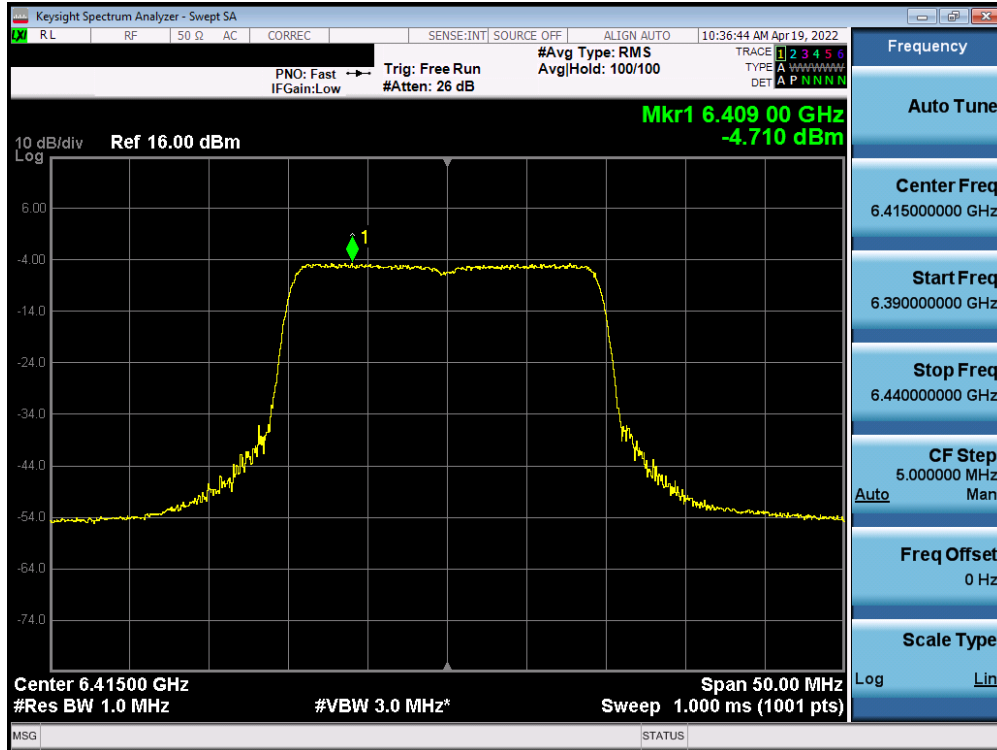 Keysight Spectrum Analyzer - Swept SA
LXI RL RF 50 Ω AC CORREC SENSE:INT SOURCE OFF ALIGN AUTO 10:36:44 AM Apr 19, 2022
PNO: Fast Trig: Free Run #Avg Type: RMS TRACE 1 2 3 4 5 6
IFGain:Low #Atten: 26 dB Avg|Hold: 100/100 TYPE A WWWWW
DET A P N N N N
Mkr1 6.409 00 GHz
-4.710 dBm
10 dB/div Ref 16.00 dBm
Log
1
6.00
-4.00
-14.0
-24.0
-34.0
-44.0
-54.0
-64.0
-74.0
Center 6.41500 GHz Span 50.00 MHz
#Res BW 1.0 MHz #VBW 3.0 MHz* Sweep 1.000 ms (1001 pts)
MSG STATUS
Frequency
Auto Tune
Center Freq
6.415000000 GHz
Start Freq
6.390000000 GHz
Stop Freq
6.440000000 GHz
CF Step
5.000000 MHz
Auto Man
Freq Offset
0 Hz
Scale Type
Log Lin